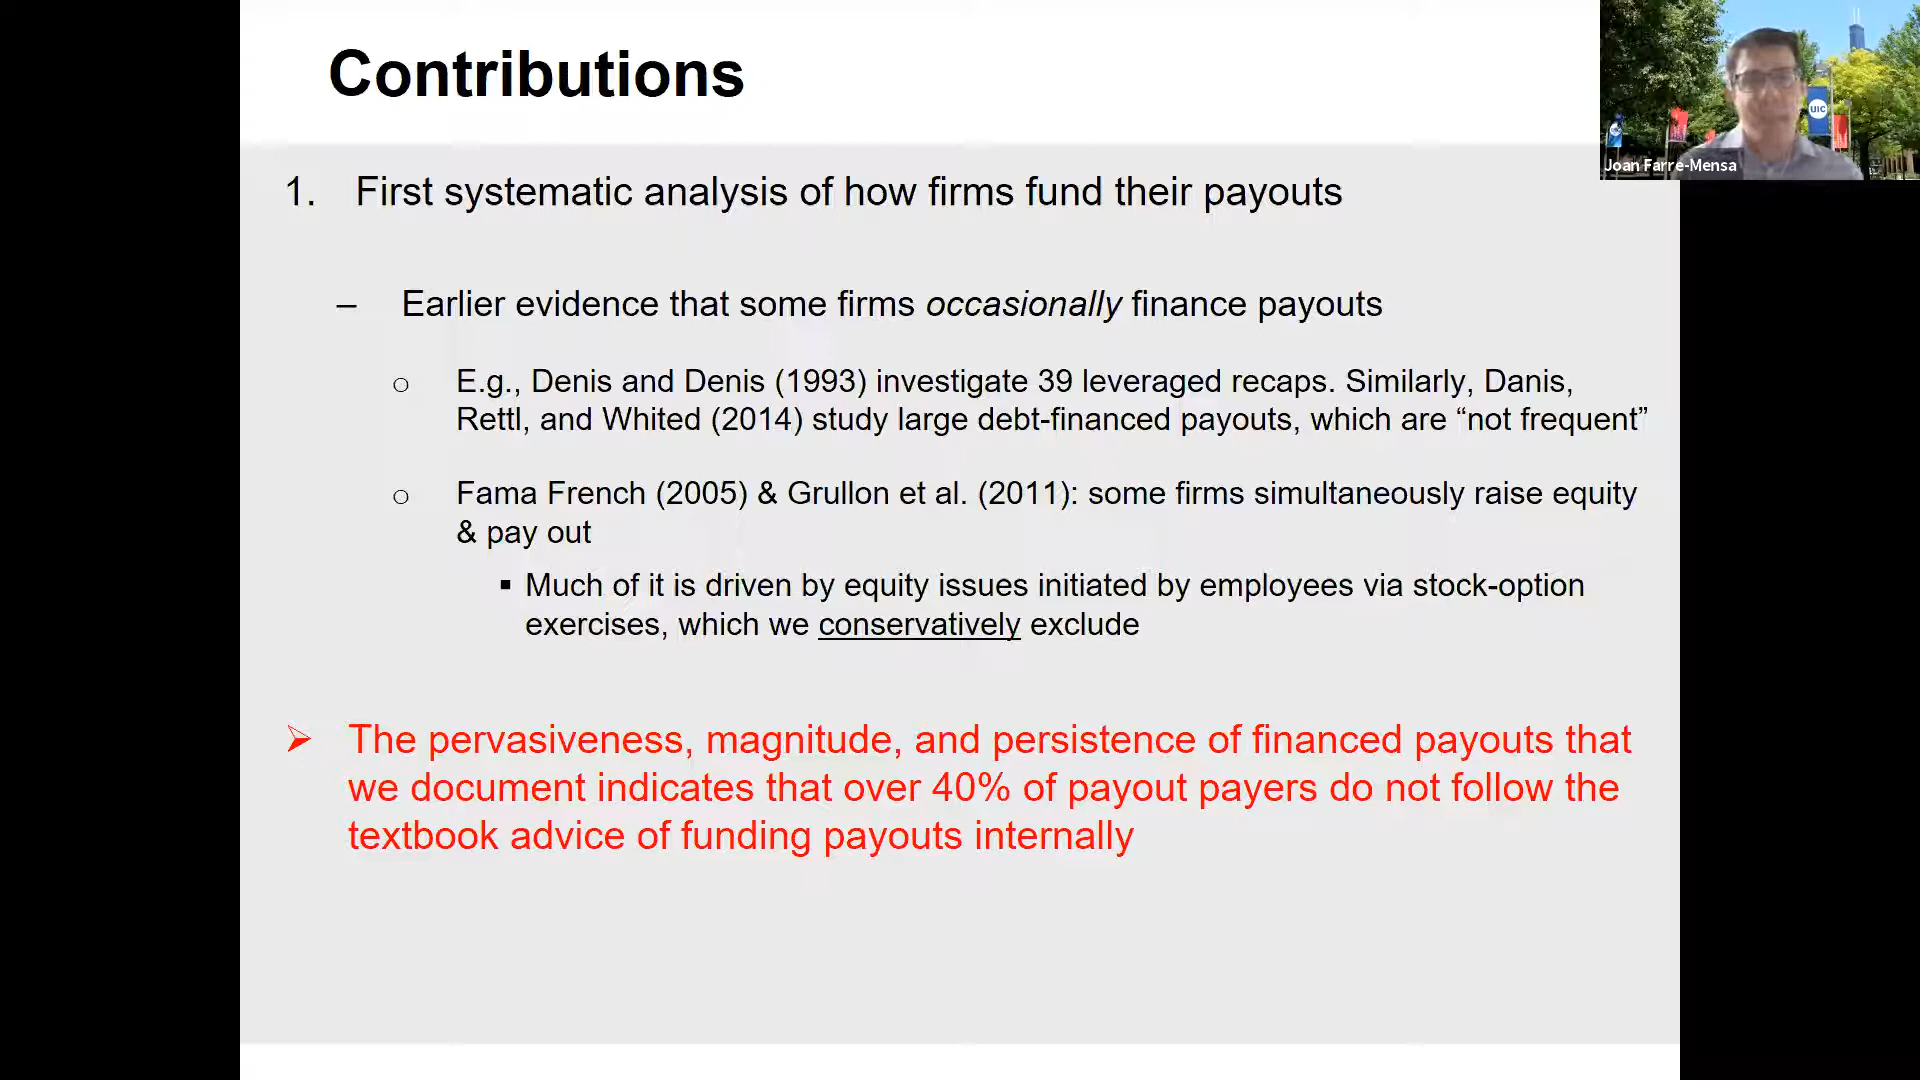 Contributions
1. First systematic analysis of how firms fund their payouts
– Earlier evidence that some firms occasionally finance payouts
o E.g., Denis and Denis (1993) investigate 39 leveraged recaps. Similarly, Danis,
Rettl, and Whited (2014) study large debt-financed payouts, which are “not frequent”
o Fama French (2005) & Grullon et al. (2011): some firms simultaneously raise equity
& pay out
▪ Much of it is driven by equity issues initiated by employees via stock-option
exercises, which we conservatively exclude
➢ The pervasiveness, magnitude, and persistence of financed payouts that
we document indicates that over 40% of payout payers do not follow the
textbook advice of funding payouts internally
UIC
Joan Farre-Mensa